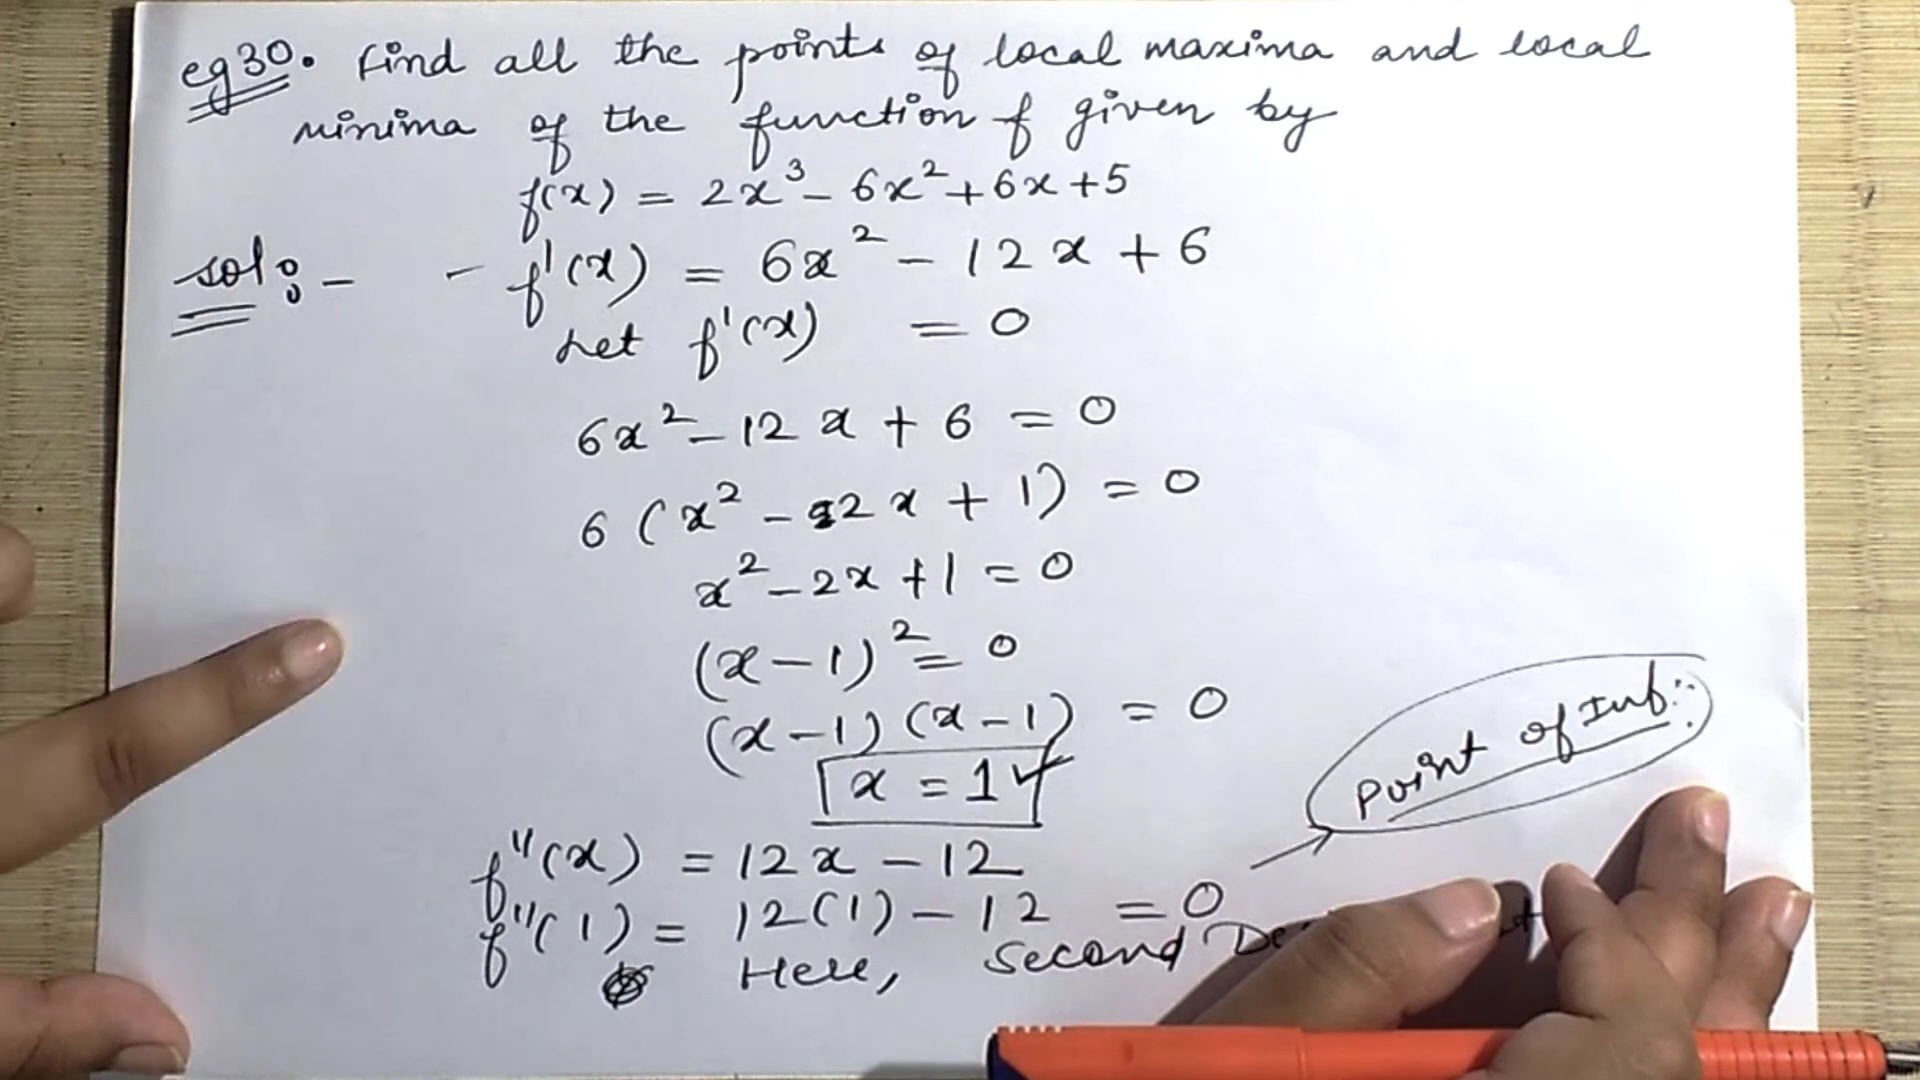 eg 30. Find all the points of local maxima and local
minima of the function f given by
f(x) = 2x³ - 6x² + 6x + 5
sol :- - f'(x) = 6x² - 12x + 6
Let f'(x) = 0
6x² - 12x + 6 = 0
6(x² - 2x + 1) = 0
x² - 2x + 1 = 0
(x - 1)² = 0
(x - 1)(x - 1) = 0
x = 1 ✓
Point of Inf.
f''(x) = 12x - 12
f''(1) = 12(1) - 12 = 0
Here, Second